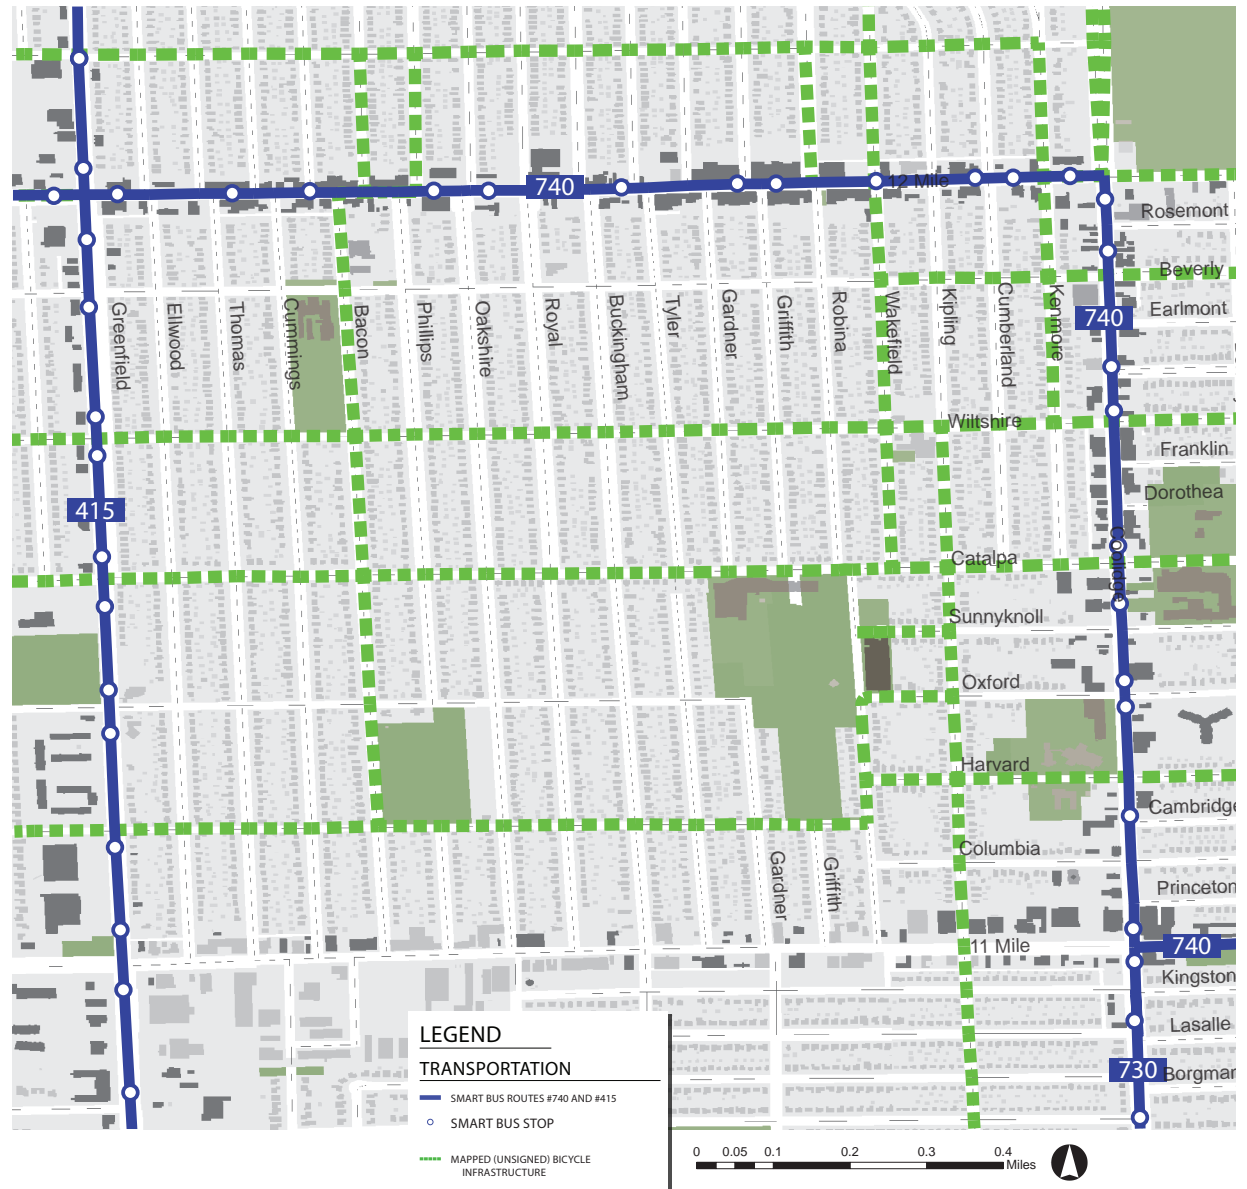 740
12 Mile
Rosemont
Beverly
Earlmont
740
Greenfield
Ellwood
Thomas
Cummings
Bacon
Phillips
Oakshire
Royal
Buckingham
Tyler
Gardner
Griffith
Robina
Wakefield
Kipling
Cumberland
Kenmore
Wiltshire
Franklin
Dorothea
415
Coolidge
Catalpa
Sunnyknoll
Oxford
Harvard
Cambridge
Columbia
Gardner
Griffith
Princeton
11 Mile
740
Kingston
Lasalle
730
Borgman
LEGEND
TRANSPORTATION
SMART BUS ROUTES #740 AND #415
SMART BUS STOP
MAPPED (UNSIGNED) BICYCLE
INFRASTRUCTURE
0 0.05 0.1 0.2 0.3 0.4
Miles